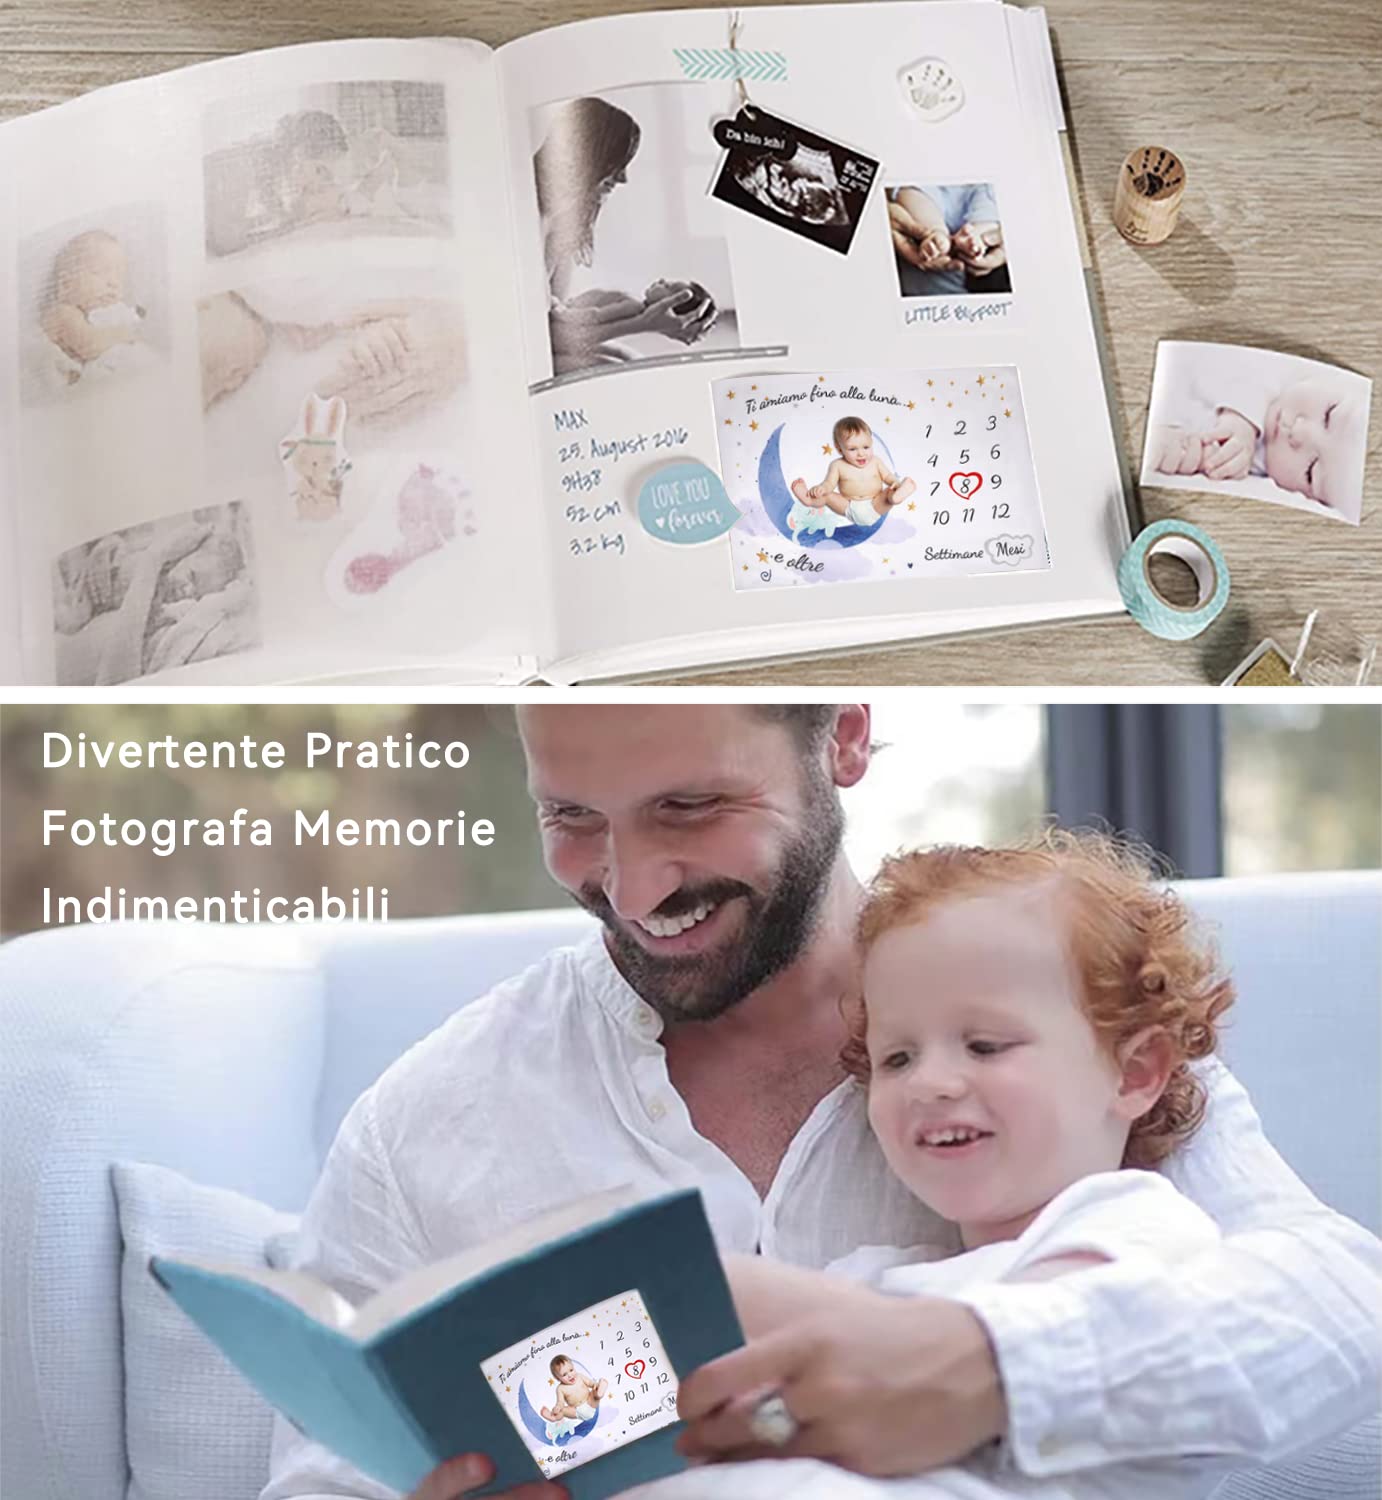 Da bin ich!
LITTLE BIGFOOT
MAX
25. August 2016
9H38
52 cm
3.2 kg
LOVE YOU
forever
Ti amiamo fino alla luna...
1 2 3
4 5 6
7 8 9
10 11 12
Settimane Mesi
e oltre
Divertente Pratico
Fotografa Memorie
Indimenticabili
Ti amiamo fino alla luna...
1 2 3
4 5 6
7 8 9
10 11 12
Settimane
e oltre